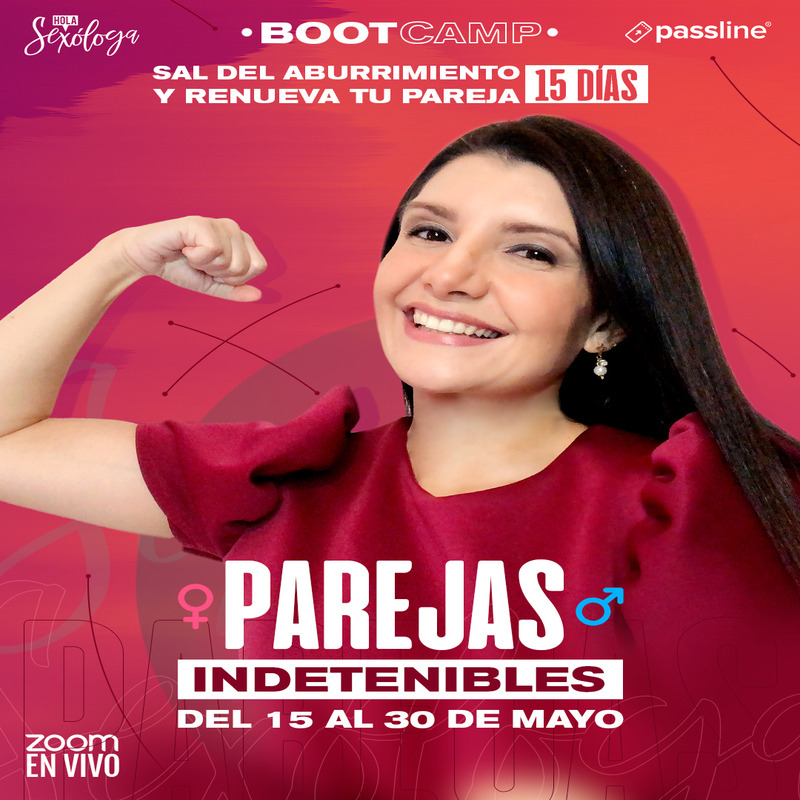 HOLA
Sexóloga
•BOOTCAMP•
passline®
SAL DEL ABURRIMIENTO
Y RENUEVA TU PAREJA
15 DÍAS
PAREJAS
INDETENIBLES
DEL 15 AL 30 DE MAYO
zoom
EN VIVO